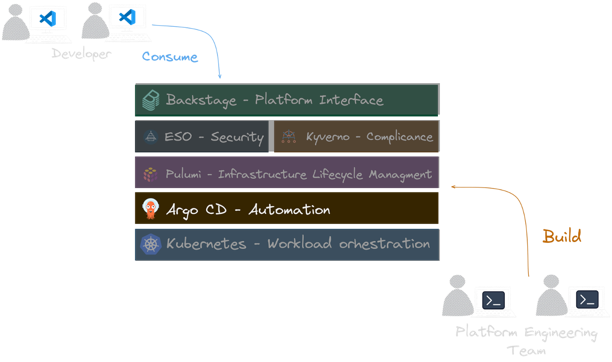 Developer
Consume
Backstage - Platform Interface
ESO - Security
Kyverno - Complicance
Pulumi - Infrastructure Lifecycle Managment
Argo CD - Automation
Kubernetes - Workload orhestration
Build
Platform Engineering
Team